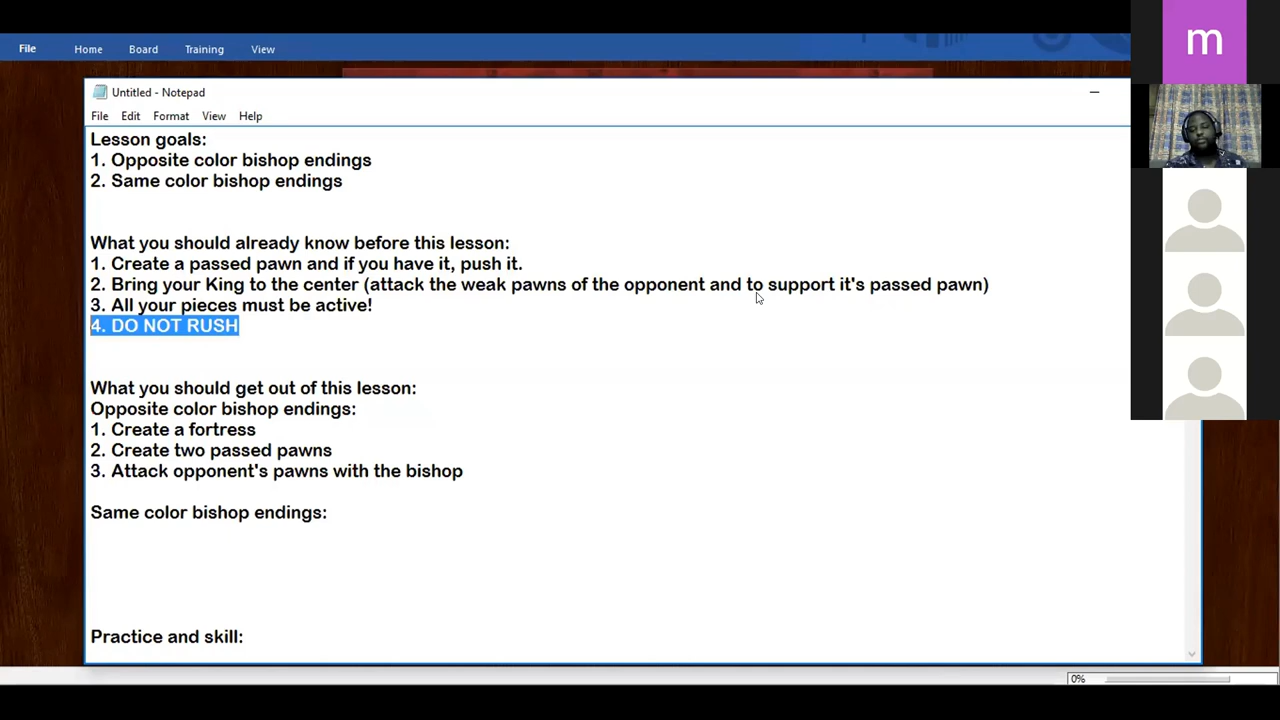 File Home Board Training View
m
Untitled - Notepad
File Edit Format View Help
Lesson goals:
1. Opposite color bishop endings
2. Same color bishop endings
What you should already know before this lesson:
1. Create a passed pawn and if you have it, push it.
2. Bring your King to the center (attack the weak pawns of the opponent and to support it's passed pawn)
3. All your pieces must be active!
4. DO NOT RUSH
What you should get out of this lesson:
Opposite color bishop endings:
1. Create a fortress
2. Create two passed pawns
3. Attack opponent's pawns with the bishop
Same color bishop endings:
Practice and skill:
0%